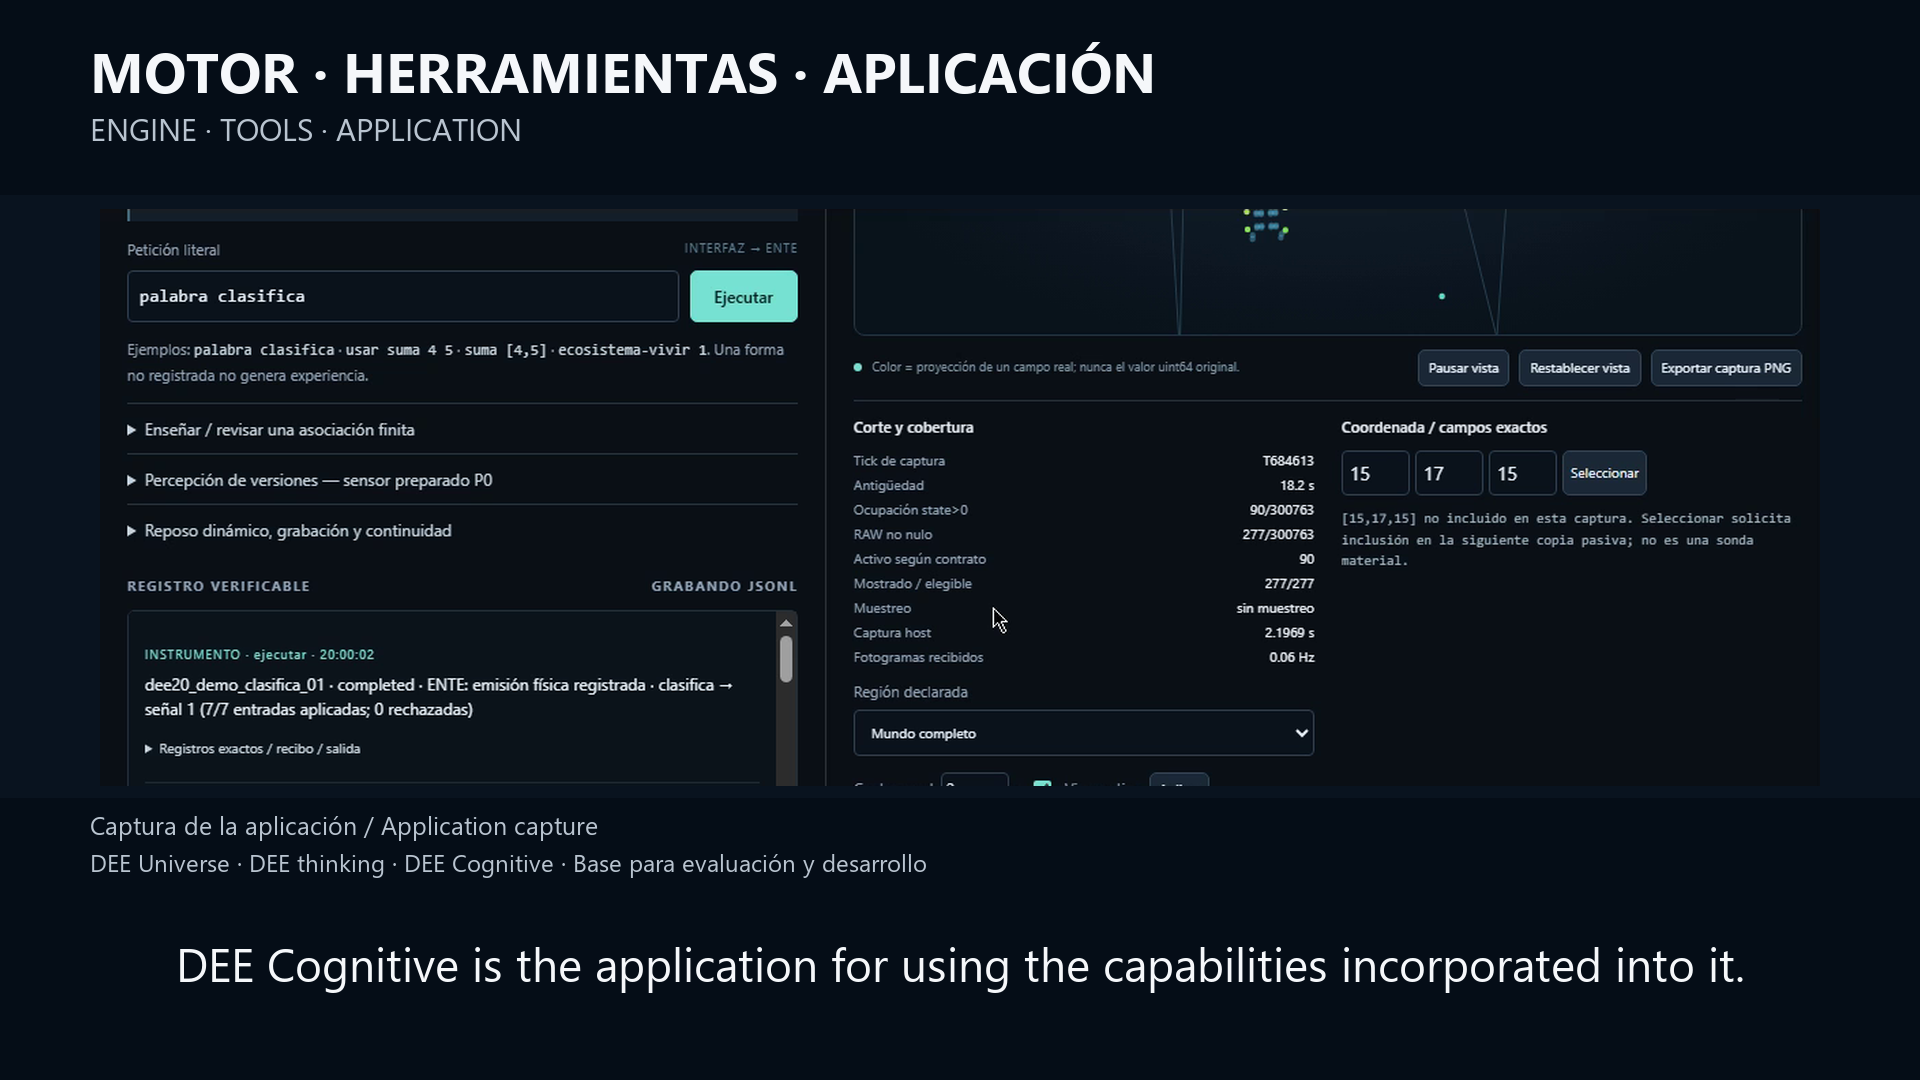 MOTOR · HERRAMIENTAS · APLICACIÓN
ENGINE · TOOLS · APPLICATION
Petición literal
INTERFAZ → ENTE
palabra clasifica
Ejecutar
Ejemplos: palabra clasifica · usar suma 4 5 · suma [4,5] · ecosistema-vivir 1. Una forma
no registrada no genera experiencia.
▶ Enseñar / revisar una asociación finita
▶ Percepción de versiones — sensor preparado P0
▶ Reposo dinámico, grabación y continuidad
REGISTRO VERIFICABLE
GRABANDO JSONL
INSTRUMENTO · ejecutar · 20:00:02
dee20_demo_clasifica_01 · completed · ENTE: emisión física registrada · clasifica →
señal 1 (7/7 entradas aplicadas; 0 rechazadas)
▶ Registros exactos / recibo / salida
Color = proyección de un campo real; nunca el valor uint64 original.
Pausar vista
Restablecer vista
Exportar captura PNG
Corte y cobertura
Tick de captura T684613
Antigüedad 18.2 s
Ocupación state>0 90/300763
RAW no nulo 277/300763
Activo según contrato 90
Mostrado / elegible 277/277
Muestreo sin muestreo
Captura host 2.1969 s
Fotogramas recibidos 0.06 Hz
Región declarada
Mundo completo
Coordenada / campos exactos
15 17 15 Seleccionar
[15,17,15] no incluido en esta captura. Seleccionar solicita
inclusión en la siguiente copia pasiva; no es una sonda
material.
Captura de la aplicación / Application capture
DEE Universe · DEE thinking · DEE Cognitive · Base para evaluación y desarrollo
DEE Cognitive is the application for using the capabilities incorporated into it.